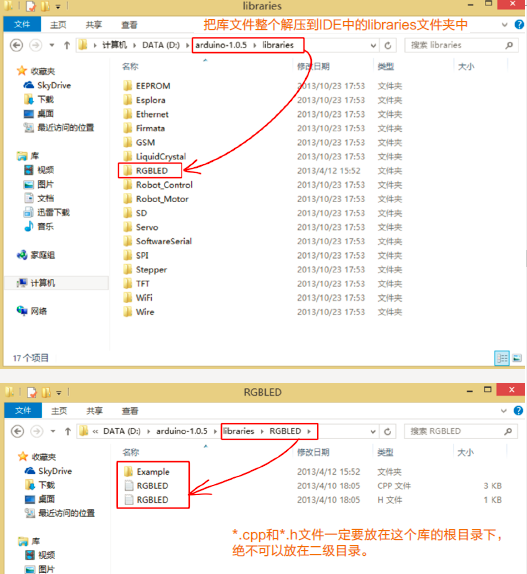 libraries
文件 主页 共享 查看
把库文件整个解压到IDE中的libraries文件夹中
计算机 DATA (D:) arduino-1.0.5 libraries
搜索 libraries
名称 修改日期 类型 大小
收藏夹
SkyDrive
下载
桌面
最近访问的位置
库
视频
图片
文档
迅雷下载
音乐
家庭组
计算机
网络
EEPROM 2013/10/23 17:53 文件夹
Esplora 2013/10/23 17:53 文件夹
Ethernet 2013/10/23 17:53 文件夹
Firmata 2013/10/23 17:53 文件夹
GSM 2013/10/23 17:53 文件夹
LiquidCrystal 2013/10/23 17:53 文件夹
RGBLED 2013/4/12 15:52 文件夹
Robot_Control 2013/10/23 17:53 文件夹
Robot_Motor 2013/10/23 17:53 文件夹
SD 2013/10/23 17:53 文件夹
Servo 2013/10/23 17:53 文件夹
SoftwareSerial 2013/10/23 17:53 文件夹
SPI 2013/10/23 17:53 文件夹
Stepper 2013/10/23 17:53 文件夹
TFT 2013/10/23 17:53 文件夹
WiFi 2013/10/23 17:53 文件夹
Wire 2013/10/23 17:53 文件夹
17 个项目
RGBLED
文件 主页 共享 查看
« DATA (D:) arduino-1.0.5 libraries RGBLED
搜索 RGBLED
名称 修改日期 类型 大小
收藏夹
SkyDrive
下载
桌面
最近访问的位置
库
视频
图片
Example 2013/4/12 15:52 文件夹
RGBLED 2013/4/10 18:05 CPP 文件 3 KB
RGBLED 2013/4/10 18:05 H 文件 1 KB
*.cpp和*.h文件一定要放在这个库的根目录下，
绝不可以放在二级目录。